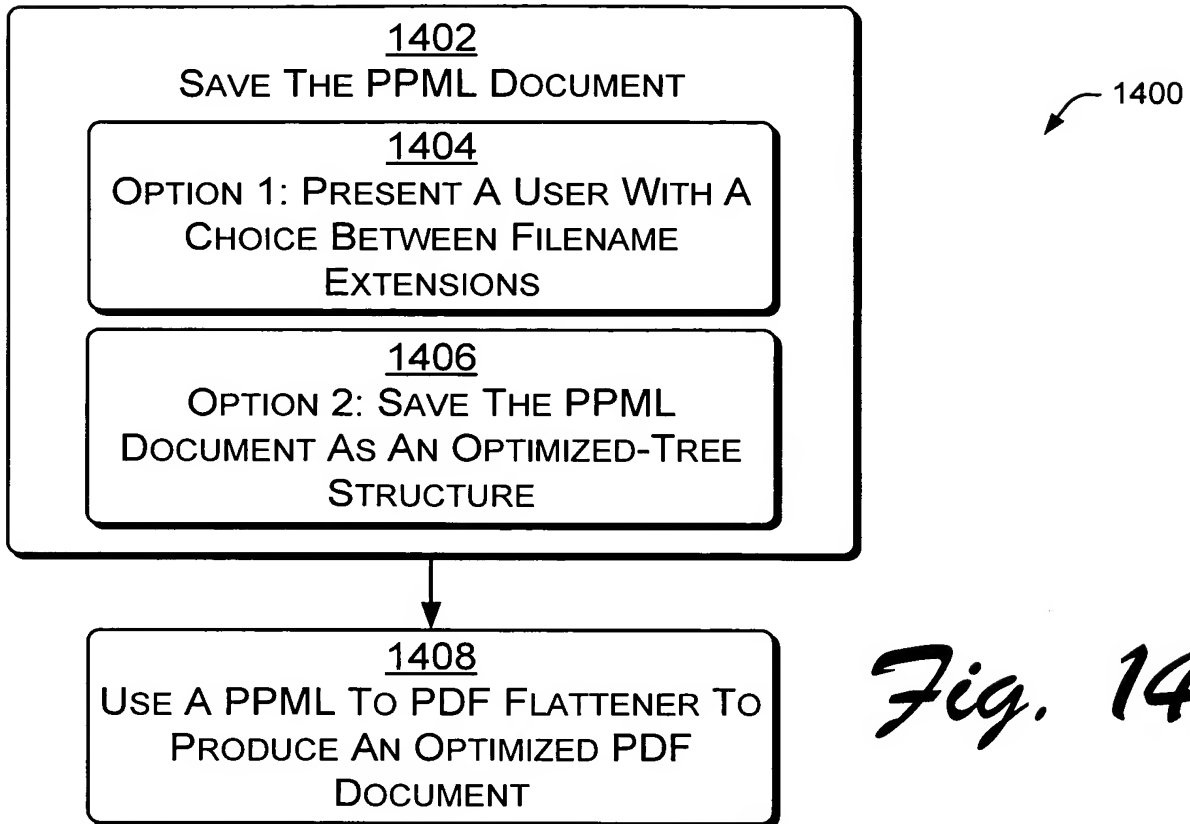 1402
SAVE THE PPML DOCUMENT
1400
1404
OPTION 1: PRESENT A USER WITH A
CHOICE BETWEEN FILENAME
EXTENSIONS
1406
OPTION 2: SAVE THE PPML
DOCUMENT AS AN OPTIMIZED-TREE
STRUCTURE
1408
USE A PPML TO PDF FLATTENER TO
PRODUCE AN OPTIMIZED PDF
DOCUMENT
Fig. 14